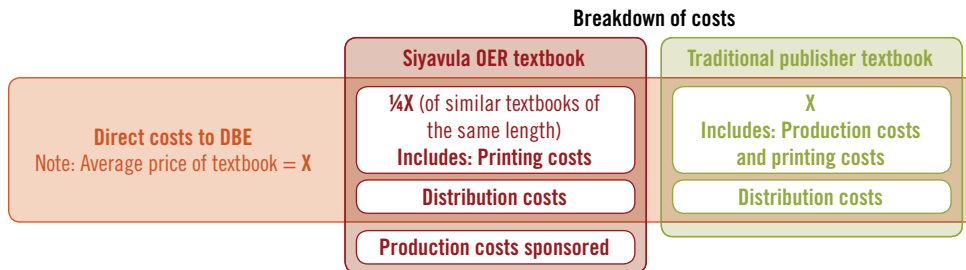 Breakdown of costs
Siyavula OER textbook
Traditional publisher textbook
Direct costs to DBE
Note: Average price of textbook = X
¼X (of similar textbooks of
the same length)
Includes: Printing costs
X
Includes: Production costs
and printing costs
Distribution costs
Distribution costs
Production costs sponsored